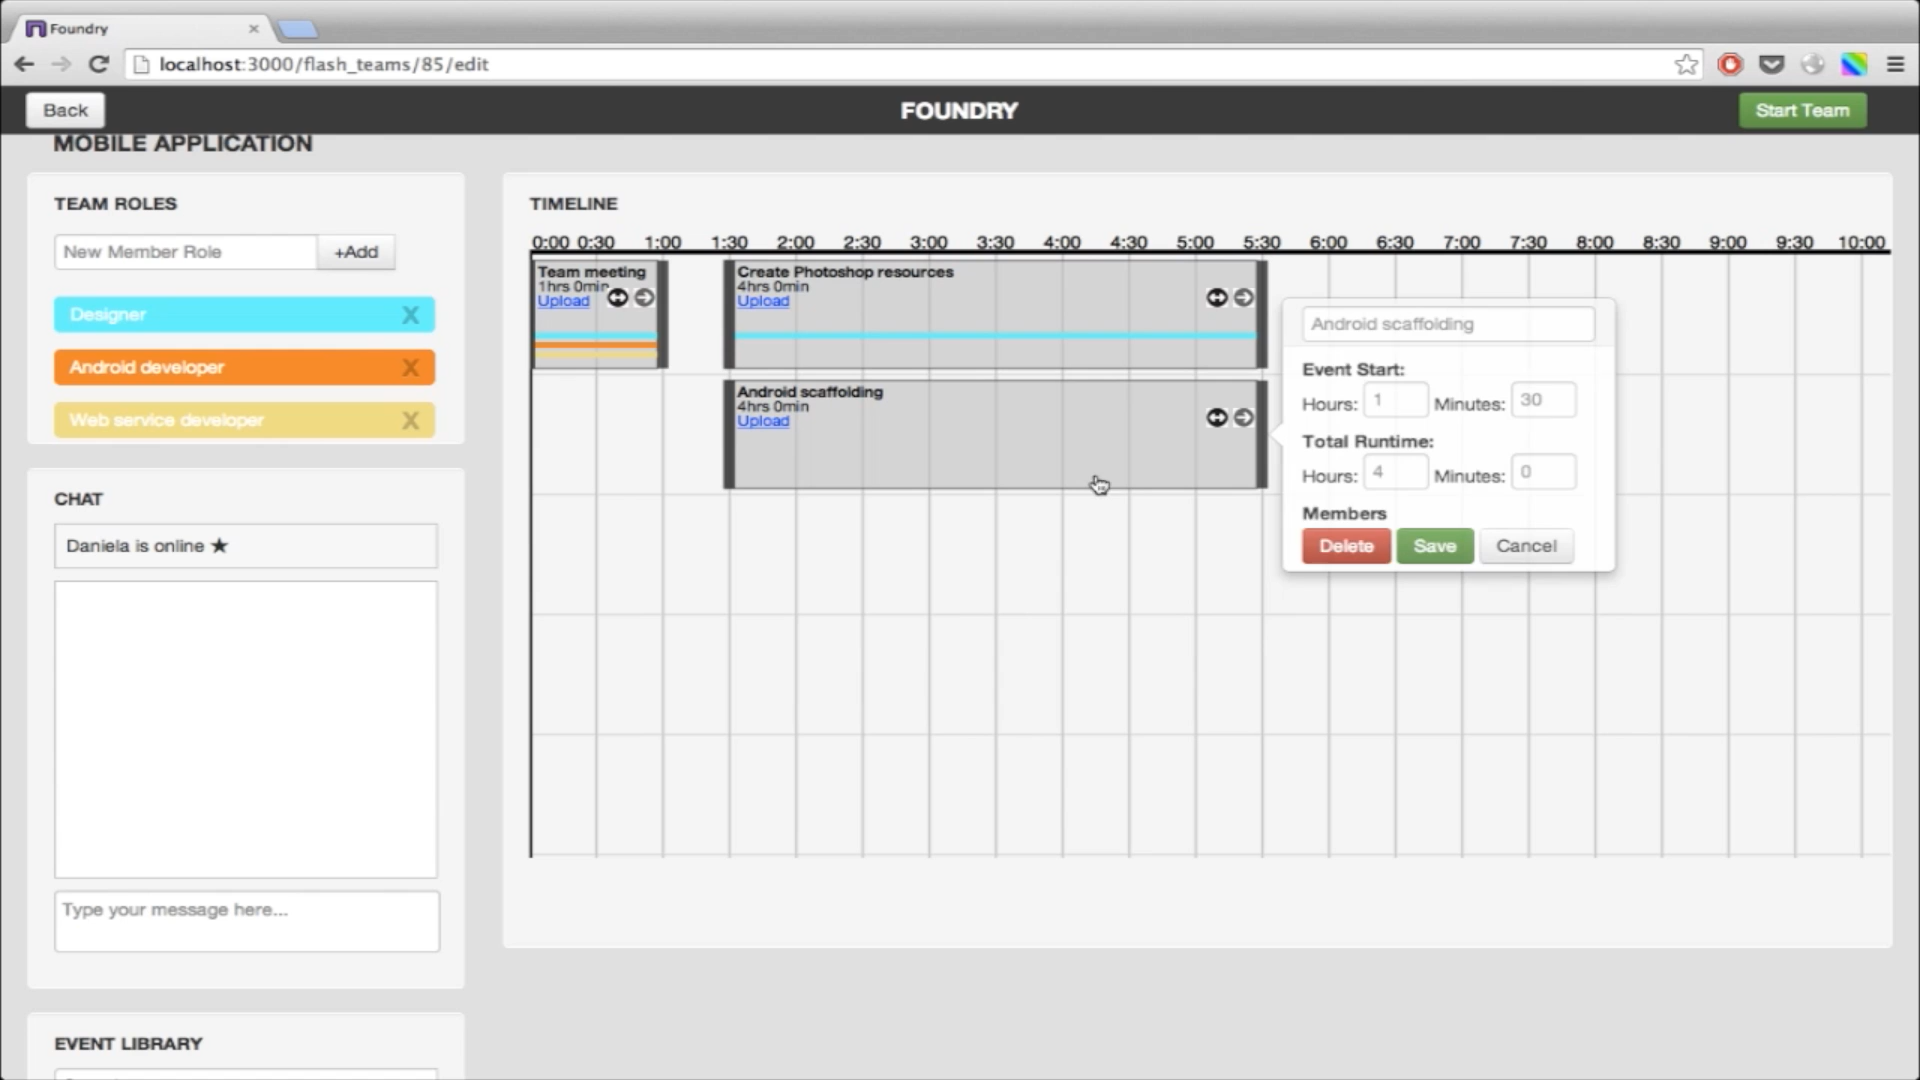 Foundry
localhost:3000/flash_teams/85/edit
Back
FOUNDRY
Start Team
MOBILE APPLICATION
TEAM ROLES
New Member Role
+Add
Designer X
Android developer X
Web service developer X
CHAT
Daniela is online ★
Type your message here...
EVENT LIBRARY
TIMELINE
0:00 0:30 1:00 1:30 2:00 2:30 3:00 3:30 4:00 4:30 5:00 5:30 6:00 6:30 7:00 7:30 8:00 8:30 9:00 9:30 10:00
Team meeting
1hrs 0min
Upload
Create Photoshop resources
4hrs 0min
Upload
Android scaffolding
4hrs 0min
Upload
Android scaffolding
Event Start:
Hours: 1 Minutes: 30
Total Runtime:
Hours: 4 Minutes: 0
Members
Delete Save Cancel